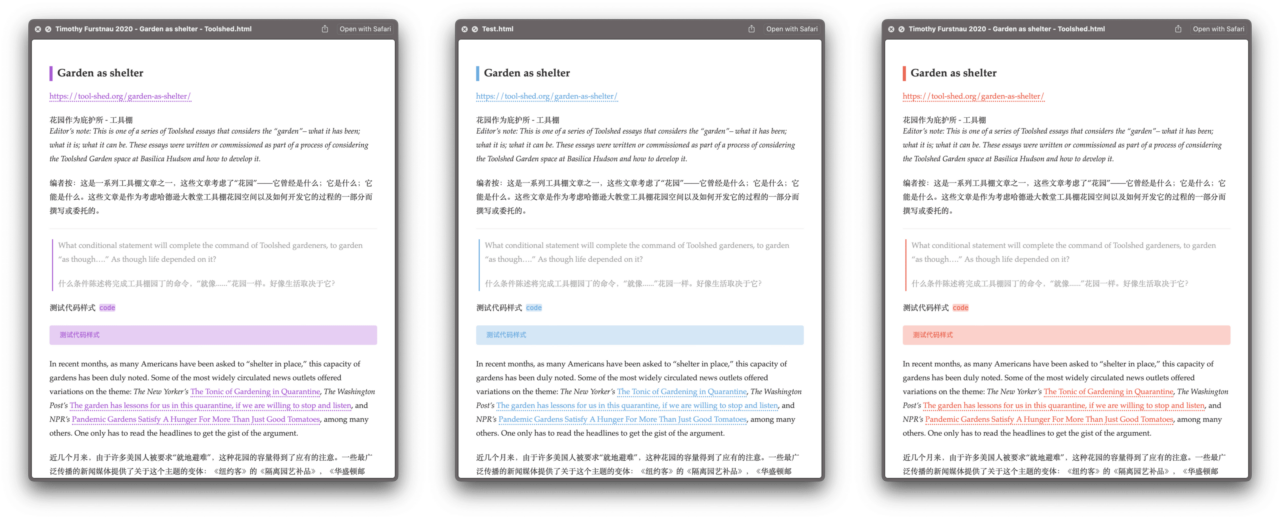 Timothy Furstnau 2020 - Garden as shelter - Toolshed.html
Open with Safari
Garden as shelter
https://tool-shed.org/garden-as-shelter/
花园作为庇护所 - 工具棚
Editor's note: This is one of a series of Toolshed essays that considers the “garden”– what it has been;
what it is; what it can be. These essays were written or commissioned as part of a process of considering
the Toolshed Garden space at Basilica Hudson and how to develop it.
编者按：这是一系列工具棚文章之一，这些文章考虑了“花园”——它曾经是什么；它是什么；它
能是什么。这些文章是作为考虑哈德逊大教堂工具棚花园空间以及如何开发它的过程的一部分而
撰写或委托的。
What conditional statement will complete the command of Toolshed gardeners, to garden
“as though….” As though life depended on it?
什么条件陈述将完成工具棚园丁的命令，“就像……”花园一样。好像生活取决于它？
测试代码样式 code
测试代码样式
In recent months, as many Americans have been asked to “shelter in place,” this capacity of
gardens has been duly noted. Some of the most widely circulated news outlets offered
variations on the theme: The New Yorker's The Tonic of Gardening in Quarantine, The Washington
Post's The garden has lessons for us in this quarantine, if we are willing to stop and listen, and
NPR's Pandemic Gardens Satisfy A Hunger For More Than Just Good Tomatoes, among many
others. One only has to read the headlines to get the gist of the argument.
近几个月来，由于许多美国人被要求“就地避难”，这种花园的容量得到了应有的注意。一些最广
泛传播的新闻媒体提供了关于这个主题的变体：《纽约客》的《隔离园艺补品》，《华盛顿邮
Test.html
Open with Safari
Garden as shelter
https://tool-shed.org/garden-as-shelter/
花园作为庇护所 - 工具棚
Editor's note: This is one of a series of Toolshed essays that considers the “garden”– what it has been;
what it is; what it can be. These essays were written or commissioned as part of a process of considering
the Toolshed Garden space at Basilica Hudson and how to develop it.
编者按：这是一系列工具棚文章之一，这些文章考虑了“花园”——它曾经是什么；它是什么；它
能是什么。这些文章是作为考虑哈德逊大教堂工具棚花园空间以及如何开发它的过程的一部分而
撰写或委托的。
What conditional statement will complete the command of Toolshed gardeners, to garden
“as though….” As though life depended on it?
什么条件陈述将完成工具棚园丁的命令，“就像……”花园一样。好像生活取决于它？
测试代码样式 code
测试代码样式
In recent months, as many Americans have been asked to “shelter in place,” this capacity of
gardens has been duly noted. Some of the most widely circulated news outlets offered
variations on the theme: The New Yorker's The Tonic of Gardening in Quarantine, The Washington
Post's The garden has lessons for us in this quarantine, if we are willing to stop and listen, and
NPR's Pandemic Gardens Satisfy A Hunger For More Than Just Good Tomatoes, among many
others. One only has to read the headlines to get the gist of the argument.
近几个月来，由于许多美国人被要求“就地避难”，这种花园的容量得到了应有的注意。一些最广
泛传播的新闻媒体提供了关于这个主题的变体：《纽约客》的《隔离园艺补品》，《华盛顿邮
Timothy Furstnau 2020 - Garden as shelter - Toolshed.html
Open with Safari
Garden as shelter
https://tool-shed.org/garden-as-shelter/
花园作为庇护所 - 工具棚
Editor's note: This is one of a series of Toolshed essays that considers the “garden”– what it has been;
what it is; what it can be. These essays were written or commissioned as part of a process of considering
the Toolshed Garden space at Basilica Hudson and how to develop it.
编者按：这是一系列工具棚文章之一，这些文章考虑了“花园”——它曾经是什么；它是什么；它
能是什么。这些文章是作为考虑哈德逊大教堂工具棚花园空间以及如何开发它的过程的一部分而
撰写或委托的。
What conditional statement will complete the command of Toolshed gardeners, to garden
“as though….” As though life depended on it?
什么条件陈述将完成工具棚园丁的命令，“就像……”花园一样。好像生活取决于它？
测试代码样式 code
测试代码样式
In recent months, as many Americans have been asked to “shelter in place,” this capacity of
gardens has been duly noted. Some of the most widely circulated news outlets offered
variations on the theme: The New Yorker's The Tonic of Gardening in Quarantine, The Washington
Post's The garden has lessons for us in this quarantine, if we are willing to stop and listen, and
NPR's Pandemic Gardens Satisfy A Hunger For More Than Just Good Tomatoes, among many
others. One only has to read the headlines to get the gist of the argument.
近几个月来，由于许多美国人被要求“就地避难”，这种花园的容量得到了应有的注意。一些最广
泛传播的新闻媒体提供了关于这个主题的变体：《纽约客》的《隔离园艺补品》，《华盛顿邮